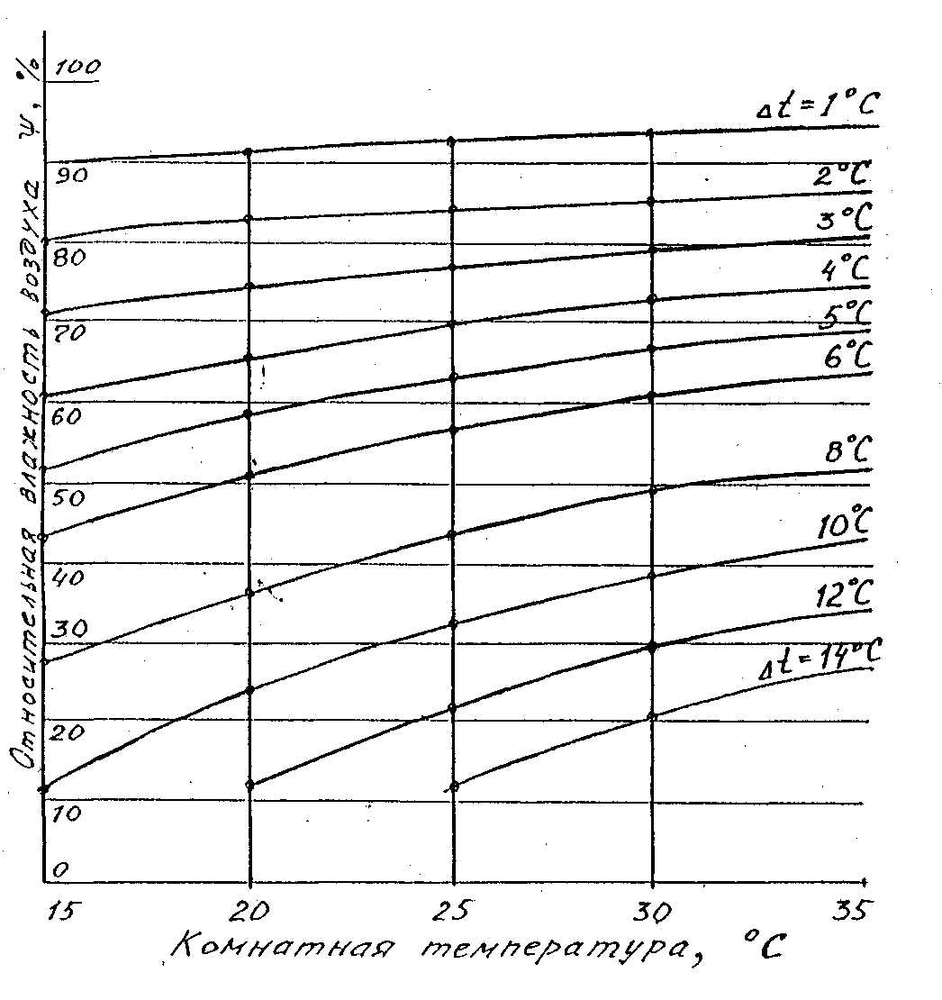 Относительная влажность воздуха ψ, %
100
90
80
70
60
50
40
30
20
10
0
Δt=1°C
2°C
3°C
4°C
5°C
6°C
8°C
10°C
12°C
Δt=14°C
15 20 25 30 35
Комнатная температура, °C